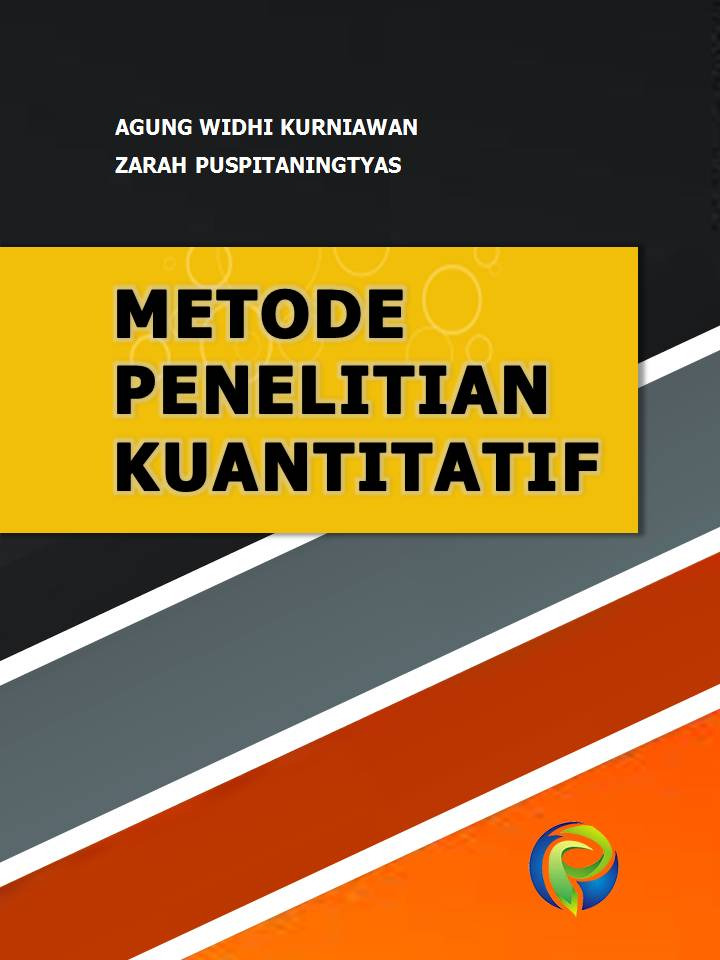 AGUNG WIDHI KURNIAWAN
ZARAH PUSPITANINGTYAS
METODE
PENELITIAN
KUANTITATIF